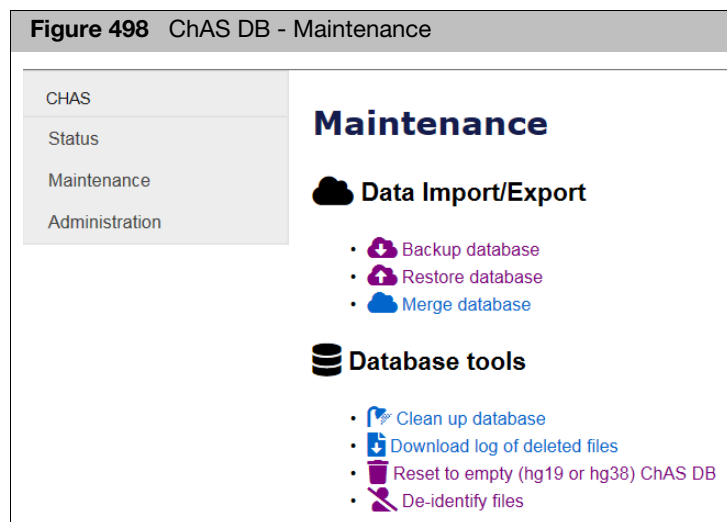 Figure 498 ChAS DB - Maintenance
CHAS
Status
Maintenance
Administration
Maintenance
Data Import/Export
• Backup database
• Restore database
• Merge database
Database tools
• Clean up database
• Download log of deleted files
• Reset to empty (hg19 or hg38) ChAS DB
• De-identify files